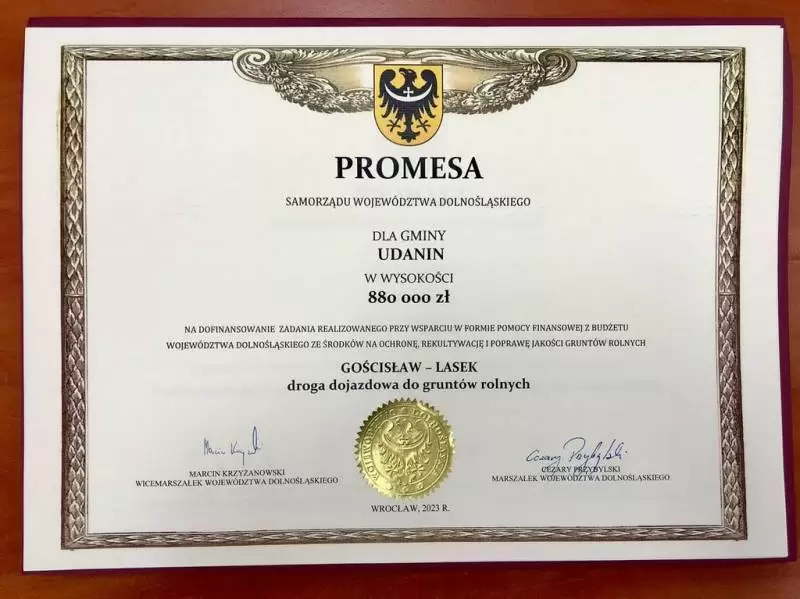 PROMESA
SAMORZĄDU WOJEWÓDZTWA DOLNOŚLĄSKIEGO
DLA GMINY
UDANIN
W WYSOKOŚCI
880 000 zł
NA DOFINANSOWANIE ZADANIA REALIZOWANEGO PRZY WSPARCIU W FORMIE POMOCY FINANSOWEJ Z BUDŻETU
WOJEWÓDZTWA DOLNOŚLĄSKIEGO ZE ŚRODKÓW NA OCHRONĘ, REKULTYWACJĘ I POPRAWĘ JAKOŚCI GRUNTÓW ROLNYCH
GOŚCISŁAW – LASEK
droga dojazdowa do gruntów rolnych
MARCIN KRZYŻANOWSKI
WICEMARSZAŁEK WOJEWÓDZTWA DOLNOŚLĄSKIEGO
Cezary Przybylski
CEZARY PRZYBYLSKI
MARSZAŁEK WOJEWÓDZTWA DOLNOŚLĄSKIEGO
WROCŁAW, 2023 R.